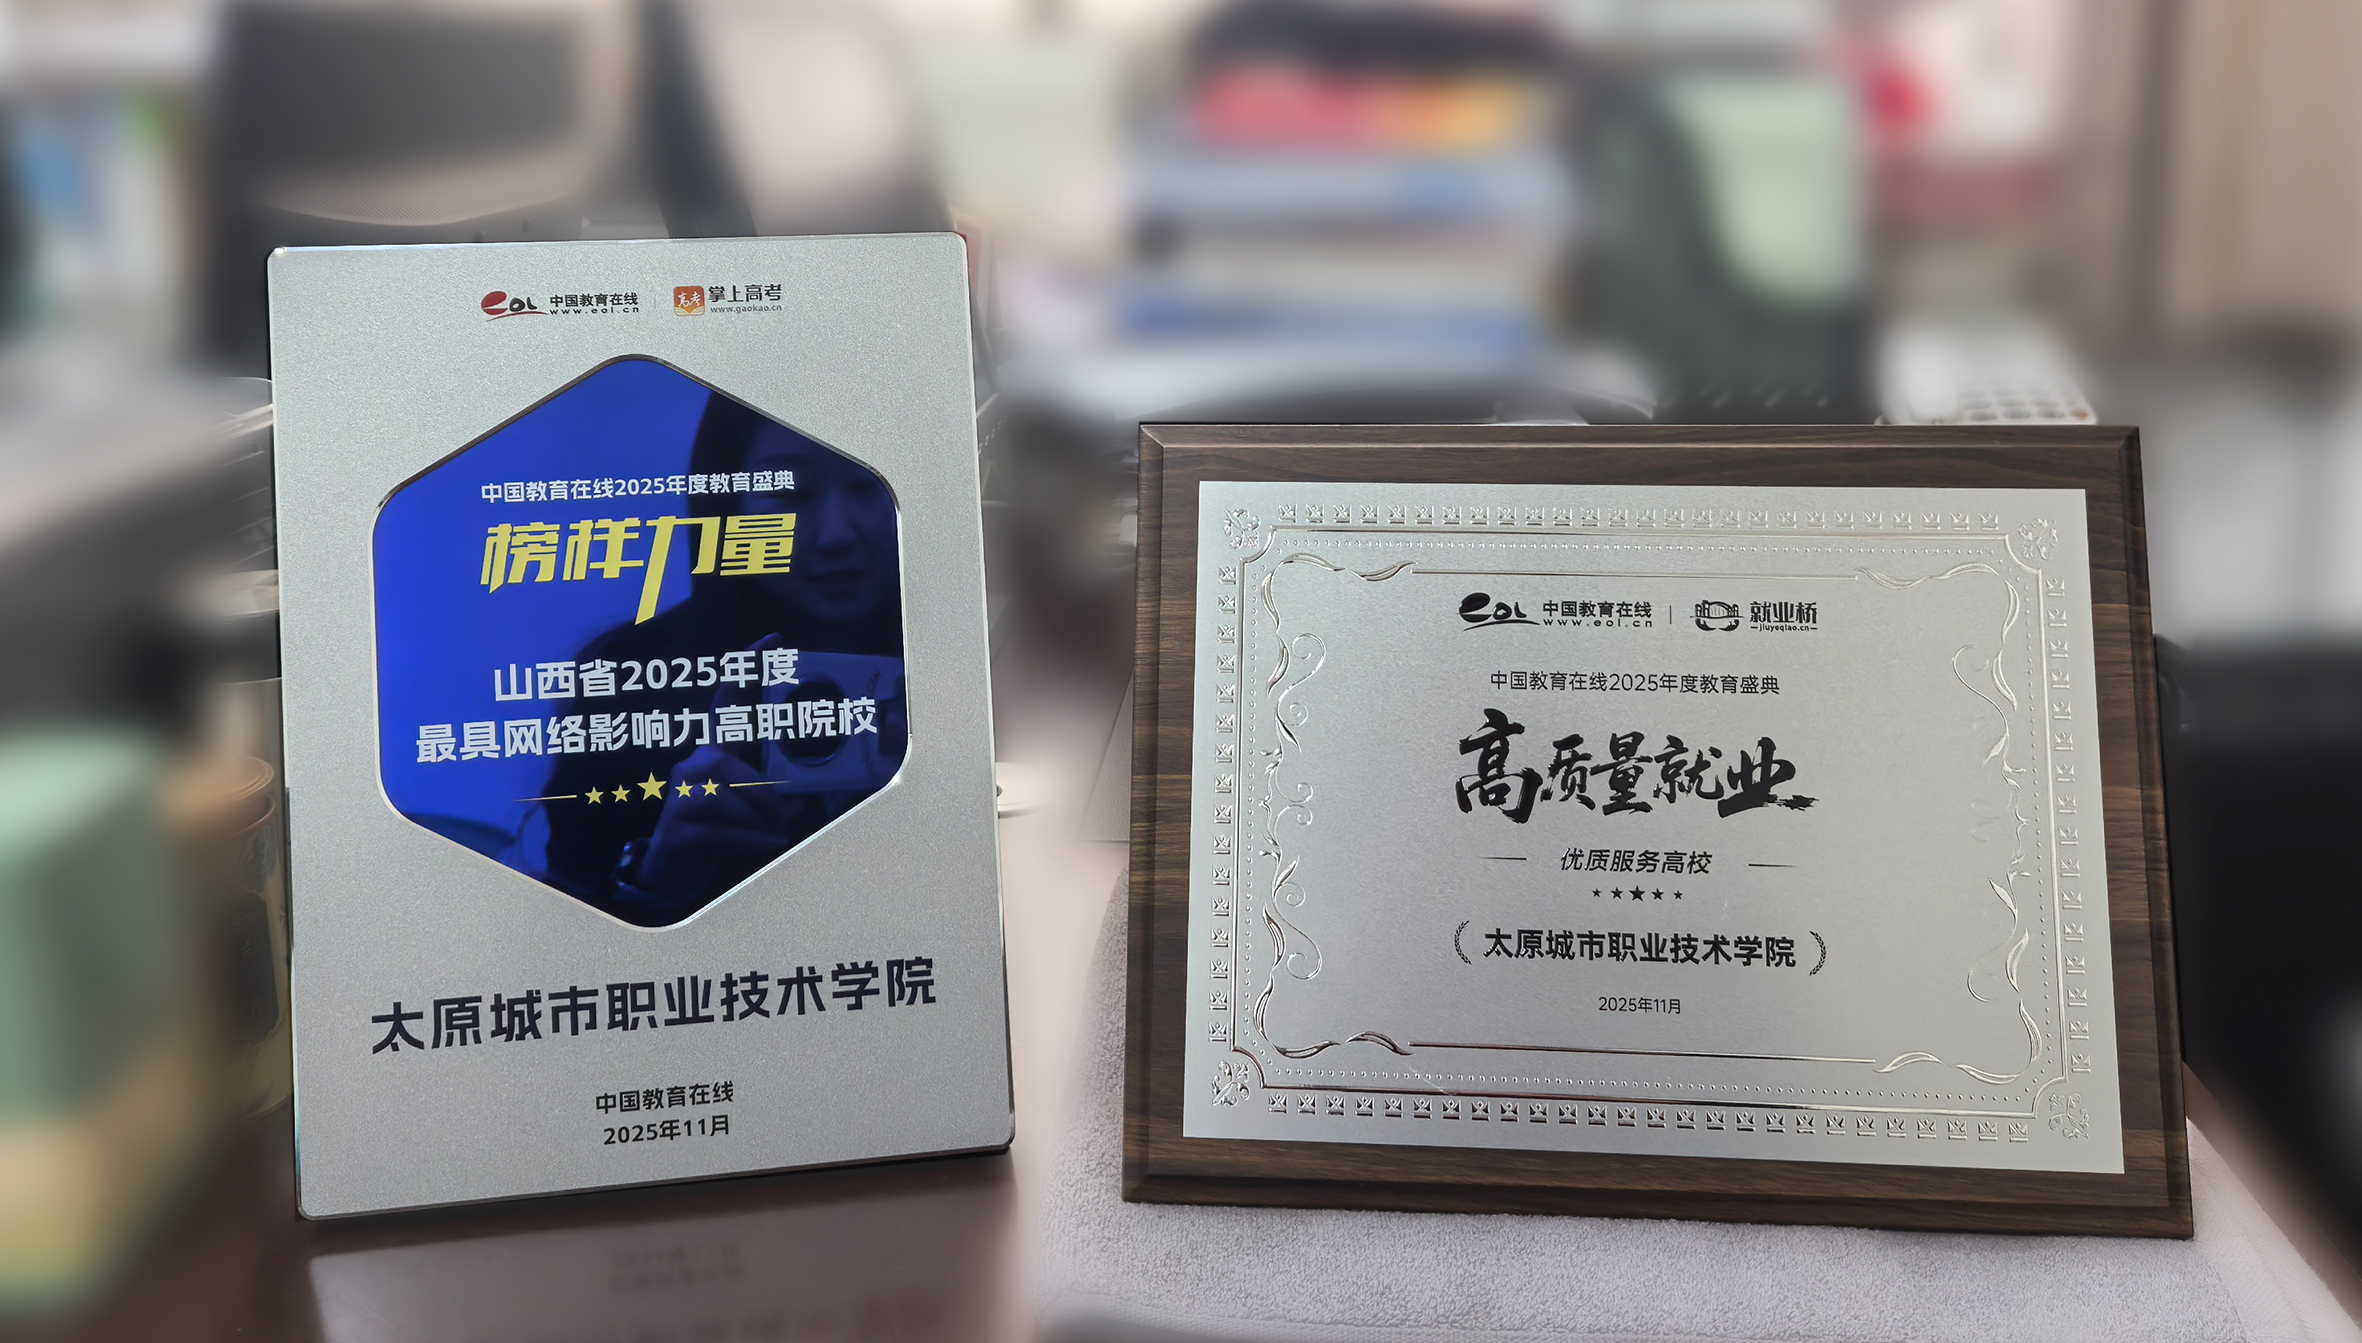 eoL 中国教育在线 www.eol.cn
高考 掌上高考 www.gaokao.cn
中国教育在线2025年度教育盛典
榜样力量
山西省2025年度
最具网络影响力高职院校
太原城市职业技术学院
中国教育在线
2025年11月
eoL 中国教育在线 www.eol.cn
就业桥 jiuyeqiao.cn
中国教育在线2025年度教育盛典
高质量就业
优质服务高校
太原城市职业技术学院
2025年11月